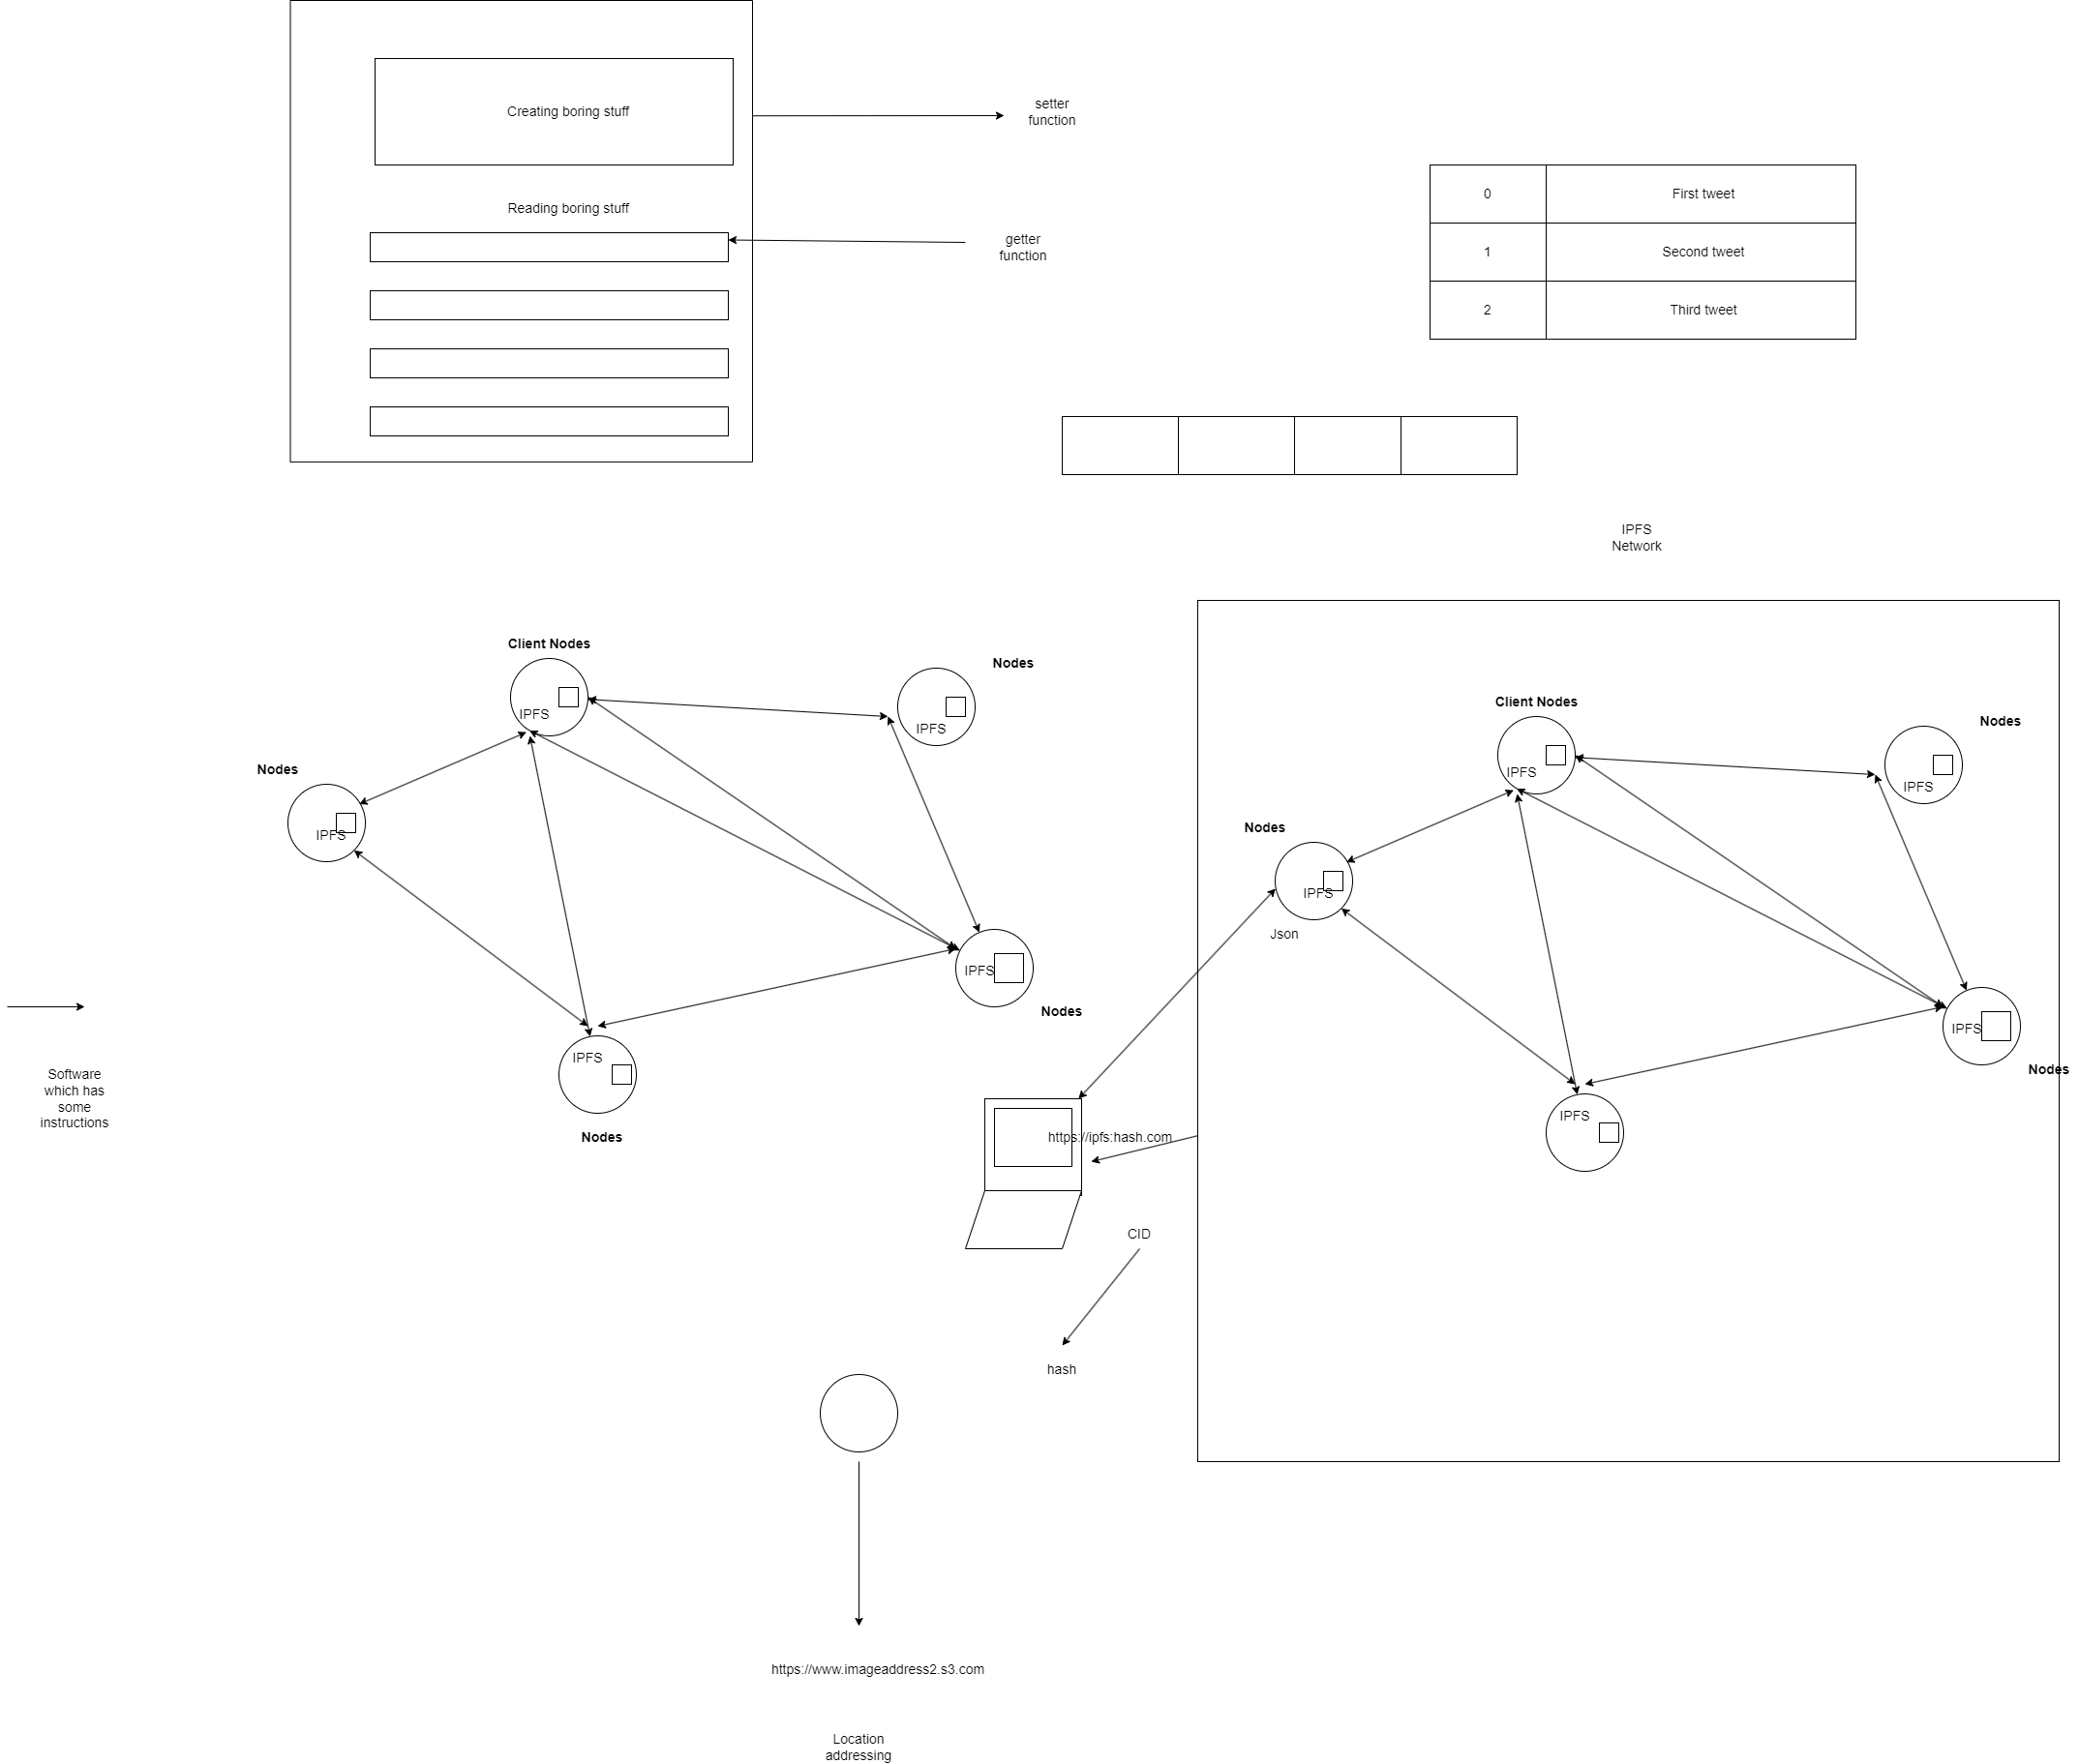 Creating boring stuff
setter
function
Reading boring stuff
getter
function
0
First tweet
1
Second tweet
2
Third tweet
IPFS
Network
Client Nodes
Nodes
IPFS
IPFS
Nodes
IPFS
IPFS
Nodes
IPFS
Nodes
Software
which has
some
instructions
Client Nodes
Nodes
IPFS
IPFS
Nodes
IPFS
Json
IPFS
Nodes
IPFS
https://ipfs:hash.com
CID
hash
https://www.imageaddress2.s3.com
Location
addressing